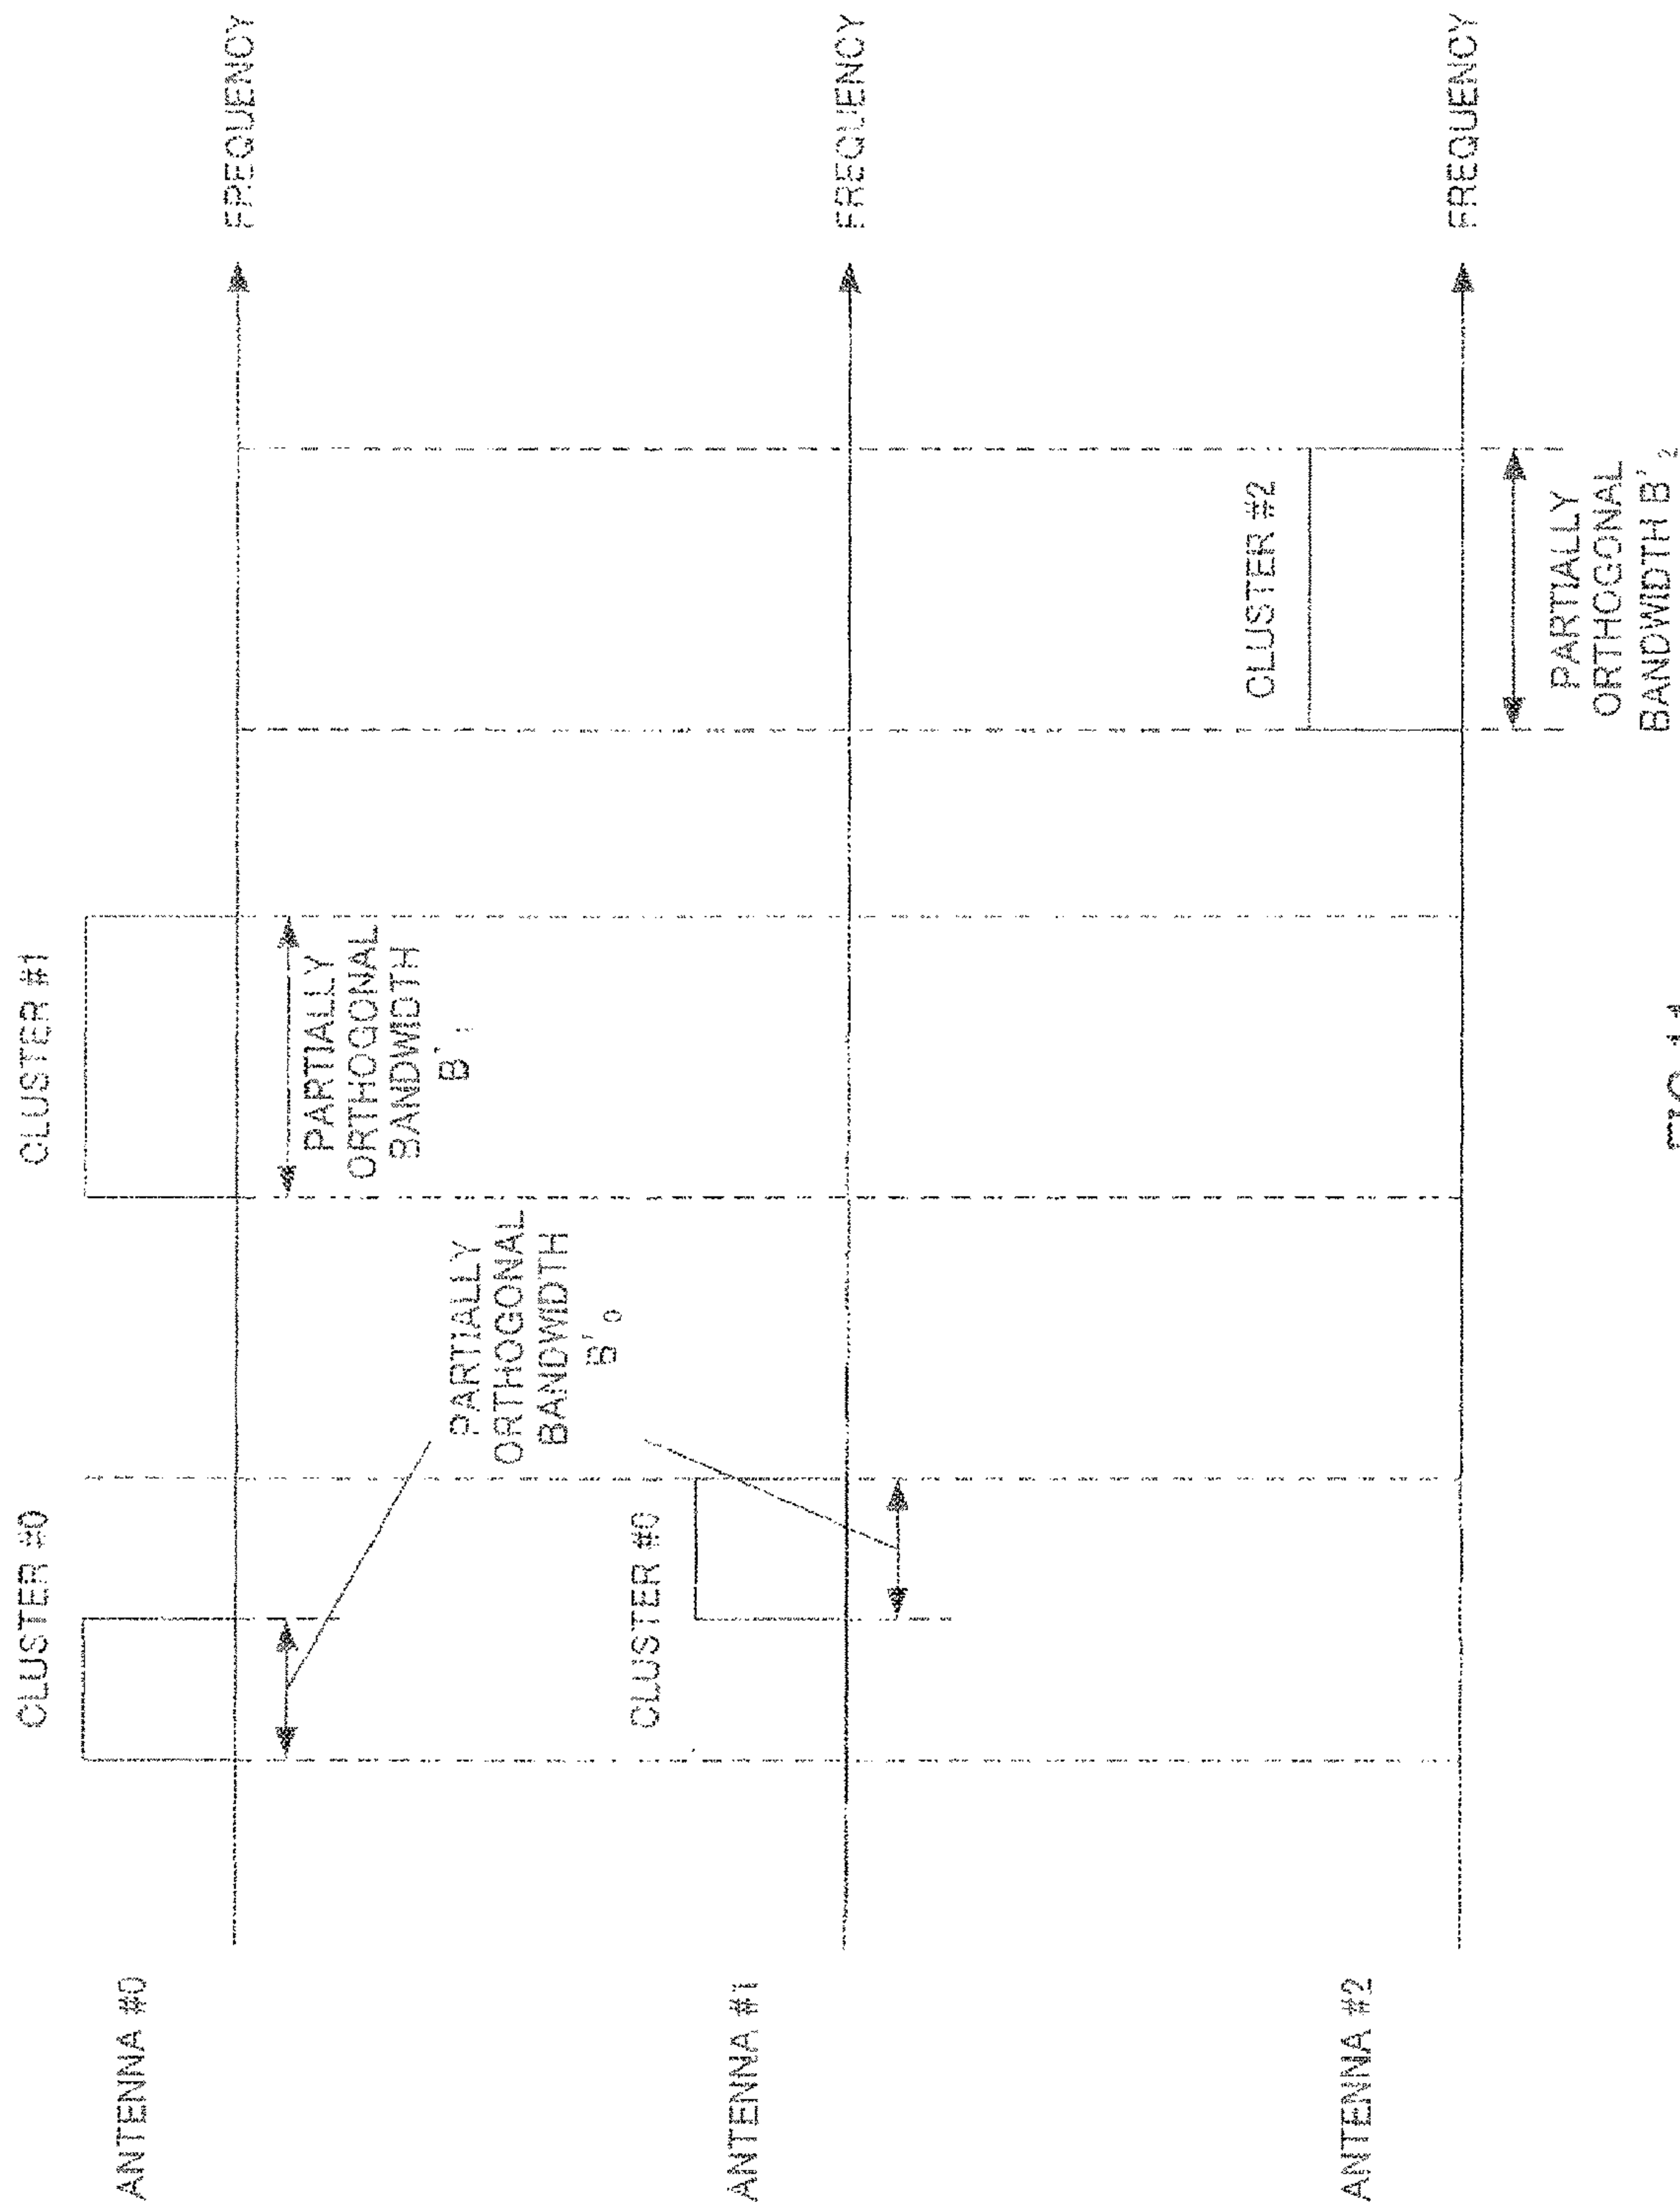 CLUSTER #0
CLUSTER #1
ANTENNA #0
FREQUENCY
PARTIALLY
ORTHOGONAL
BANDWIDTH
B'1
PARTIALLY
ORTHOGONAL
BANDWIDTH
B'0
CLUSTER #0
ANTENNA #1
FREQUENCY
CLUSTER #2
ANTENNA #2
FREQUENCY
PARTIALLY
ORTHOGONAL
BANDWIDTH B'2